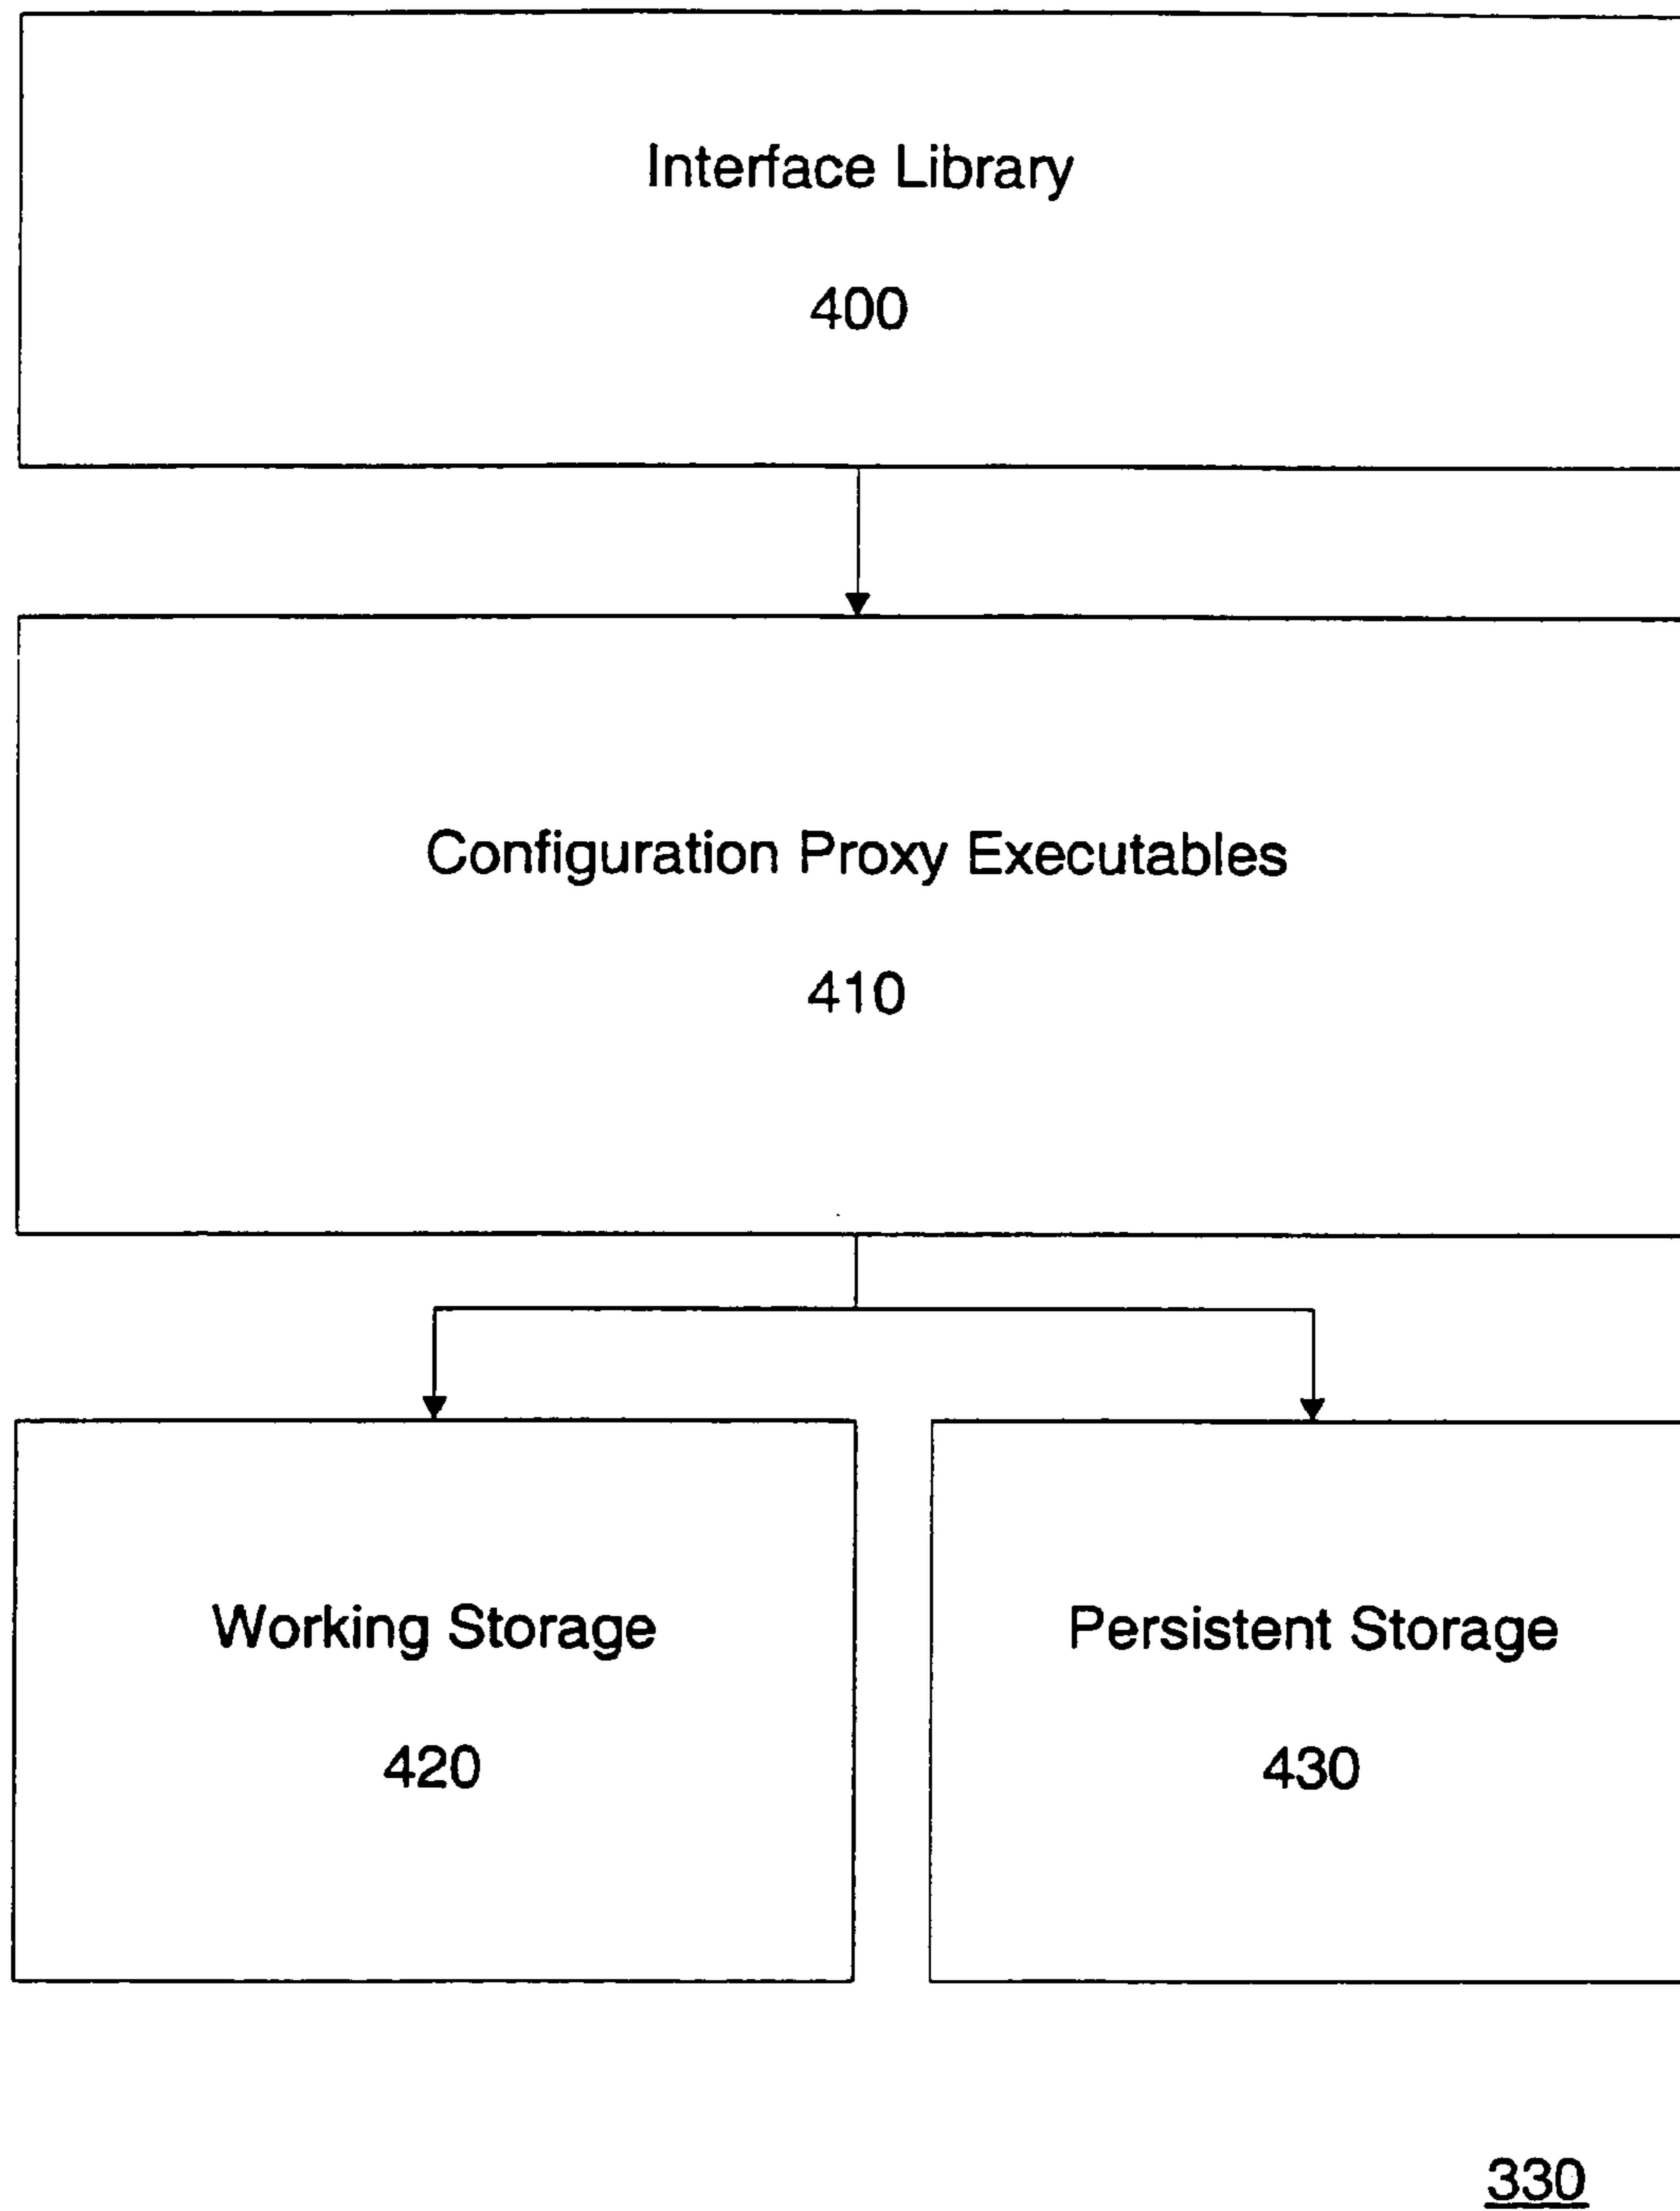 Interface Library
400
Configuration Proxy Executables
410
Working Storage
420
Persistent Storage
430
330